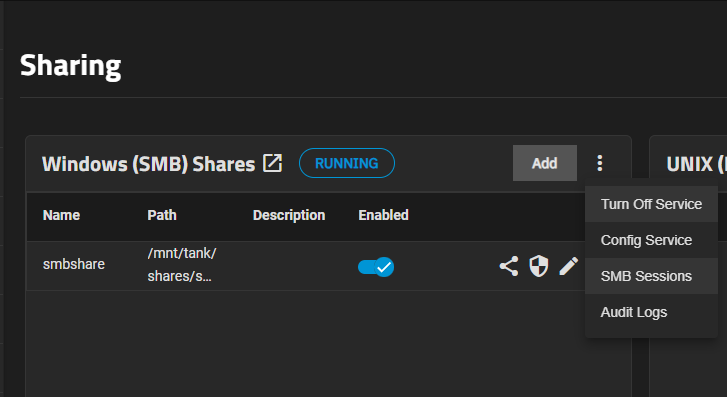 Sharing
Windows (SMB) Shares RUNNING Add
UNIX (
Name Path Description Enabled
smbshare /mnt/tank/
shares/s...
Turn Off Service
Config Service
SMB Sessions
Audit Logs